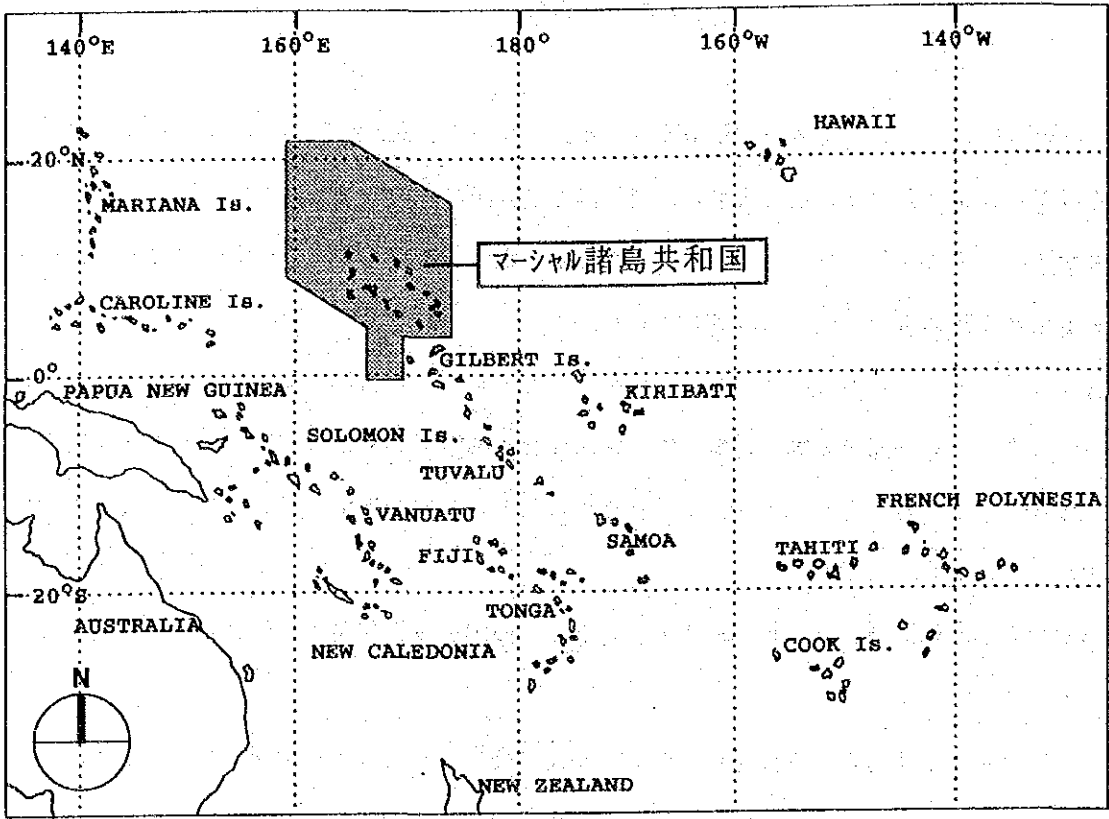 140°E 160°E 180° 160°W 140°W
HAWAII
20°N
MARIANA Is.
マーシャル諸島共和国
CAROLINE Is.
GILBERT Is.
0°
PAPUA NEW GUINEA
KIRIBATI
SOLOMON Is.
TUVALU
FRENCH POLYNESIA
VANUATU
SAMOA
TAHITI
FIJI
20°S
TONGA
AUSTRALIA
NEW CALEDONIA
COOK Is.
N
NEW ZEALAND